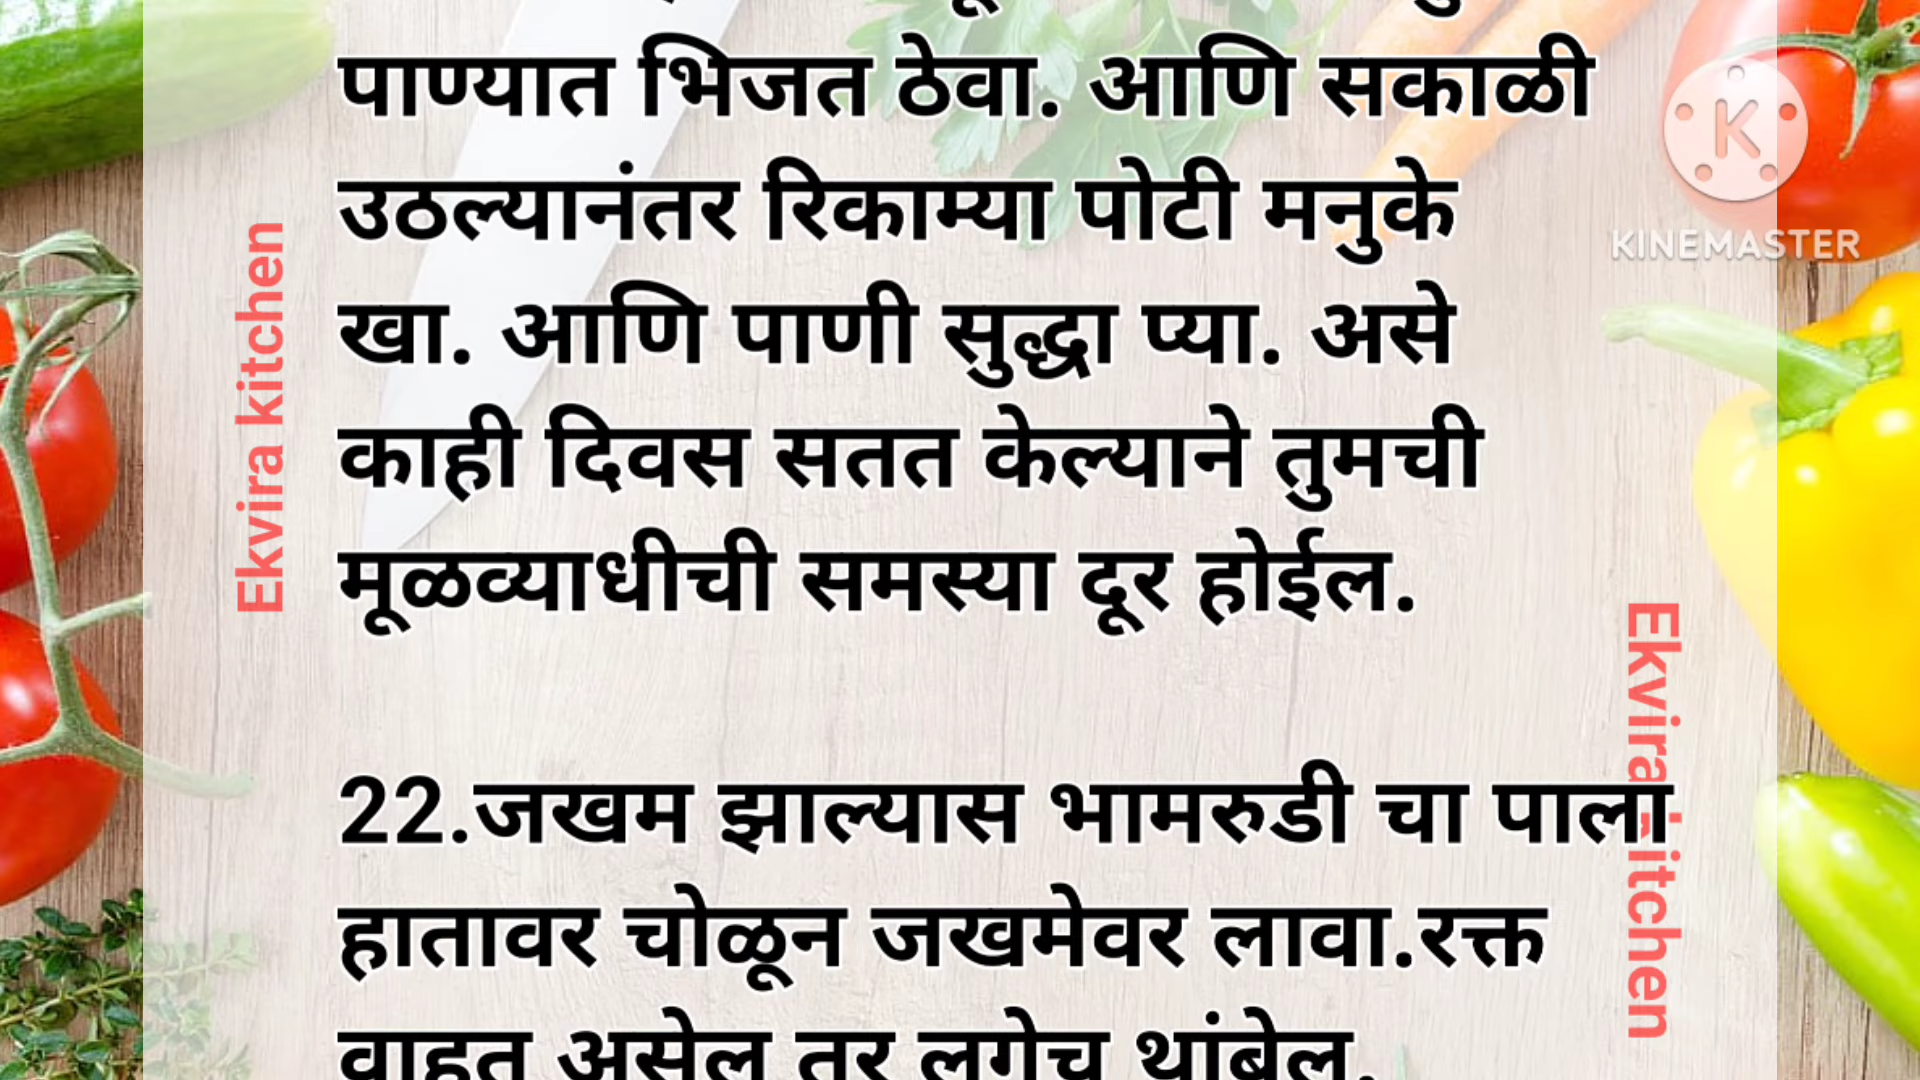 पाण्यात भिजत ठेवा. आणि सकाळी
उठल्यानंतर रिकाम्या पोटी मनुके
खा. आणि पाणी सुद्धा प्या. असे
काही दिवस सतत केल्याने तुमची
मूळव्याधीची समस्या दूर होईल.
22.जखम झाल्यास भामरुडी चा पाला
हातावर चोळून जखमेवर लावा.रक्त
वाहत असेल तर लगेच थांबेल.
Ekvira kitchen
Ekvira kitchen
K
KINEMASTER